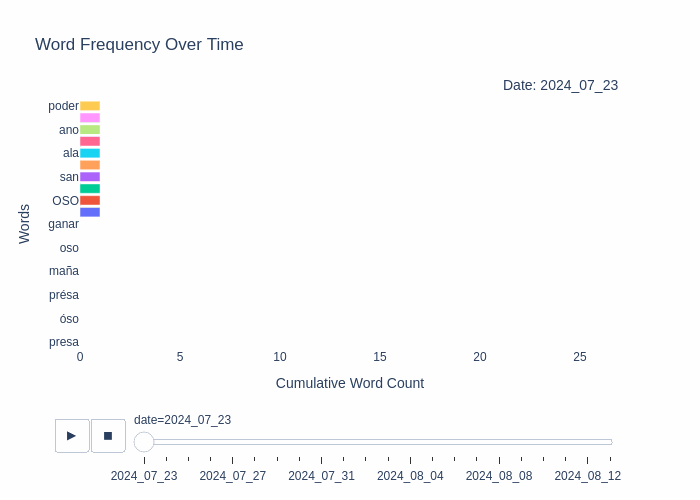 Word Frequency Over Time
Date: 2024_07_23
poder
ano
ala
san
OSO
ganar
oso
maña
présa
óso
presa
Words
0 5 10 15 20 25
Cumulative Word Count
date=2024_07_23
2024_07_23 2024_07_27 2024_07_31 2024_08_04 2024_08_08 2024_08_12